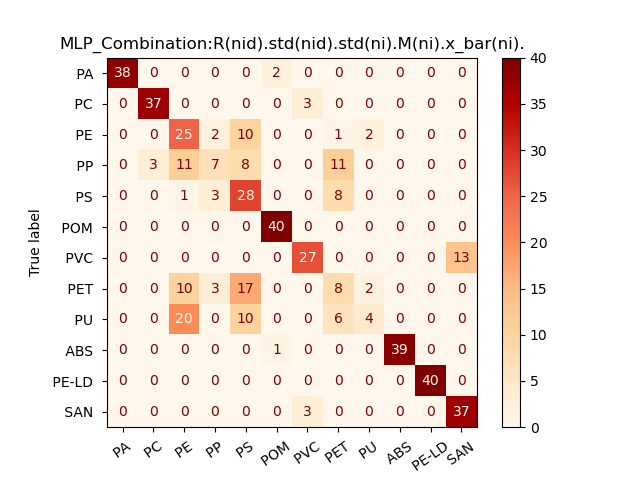 MLP_Combination:R(nid).std(nid).std(ni).M(ni).x_bar(ni).
PA 38 0 0 0 0 2 0 0 0 0 0 0
PC 0 37 0 0 0 0 3 0 0 0 0 0
PE 0 0 25 2 10 0 0 1 2 0 0 0
PP 0 3 11 7 8 0 0 11 0 0 0 0
PS 0 0 1 3 28 0 0 8 0 0 0 0
POM 0 0 0 0 0 40 0 0 0 0 0 0
PVC 0 0 0 0 0 0 27 0 0 0 0 13
PET 0 0 10 3 17 0 0 8 2 0 0 0
PU 0 0 20 0 10 0 0 6 4 0 0 0
ABS 0 0 0 0 0 1 0 0 0 39 0 0
PE-LD 0 0 0 0 0 0 0 0 0 0 40 0
SAN 0 0 0 0 0 0 3 0 0 0 0 37
PA PC PE PP PS POM PVC PET PU ABS PE-LD SAN
True label
40
35
30
25
20
15
10
5
0